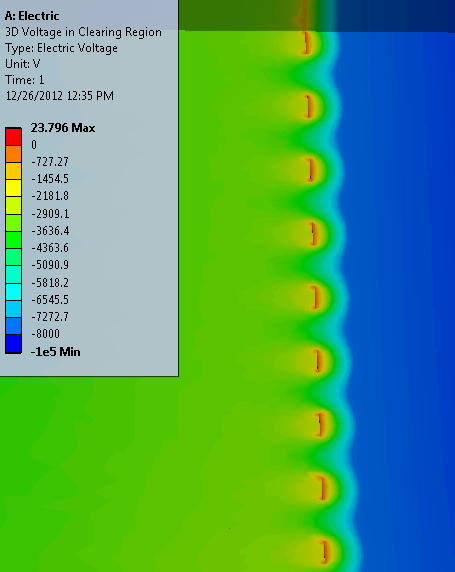 A: Electric
3D Voltage in Clearing Region
Type: Electric Voltage
Unit: V
Time: 1
12/26/2012 12:35 PM
23.796 Max
0
-727.27
-1454.5
-2181.8
-2909.1
-3636.4
-4363.6
-5090.9
-5818.2
-6545.5
-7272.7
-8000
-1e5 Min